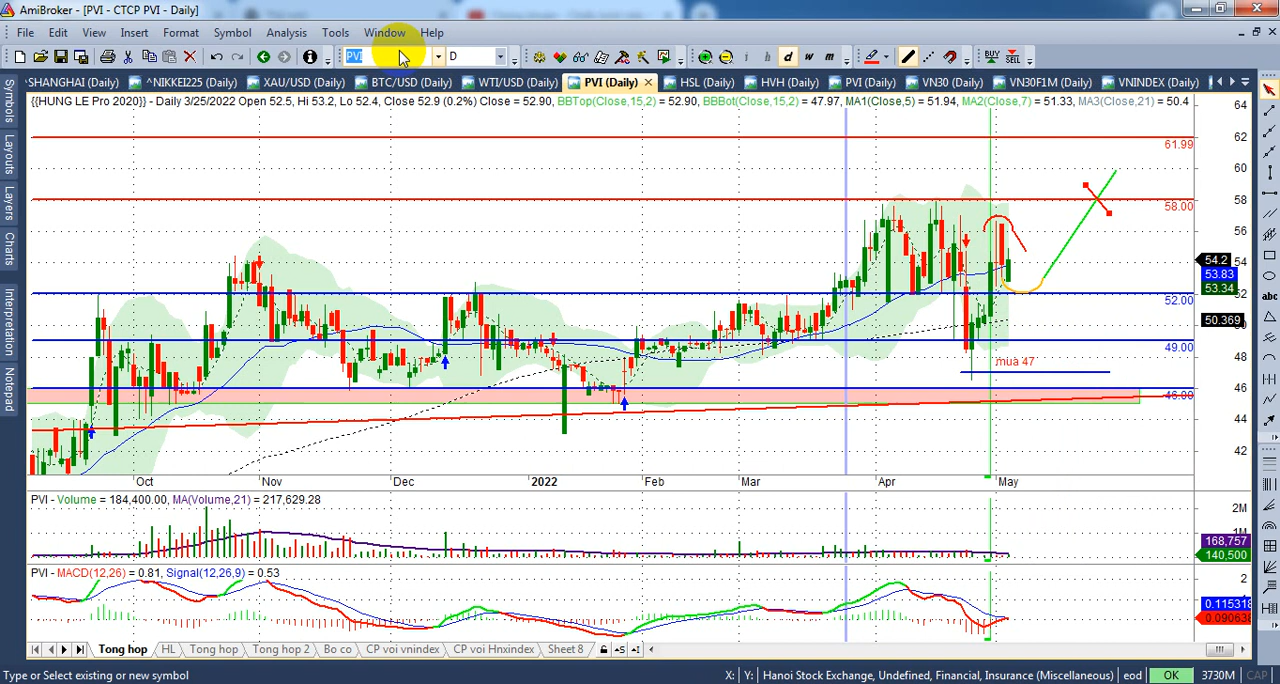 AmiBroker - [PVI - CTCP PVI - Daily]
File Edit View Insert Format Symbol Analysis Tools Window Help
PVI D i h d w m BUY SELL
^SHANGHAI (Daily) ^NIKKEI225 (Daily) XAU/USD (Daily) BTC/USD (Daily) WTI/USD (Daily) PVI (Daily) HSL (Daily) HVH (Daily) PVI (Daily) VN30 (Daily) VN30F1M (Daily) VNINDEX (Daily)
{{HUNG LE Pro 2020}} - Daily 3/25/2022 Open 52.5, Hi 53.2, Lo 52.4, Close 52.9 (0.2%) Close = 52.90, BBTop(Close,15,2) = 52.90, BBBot(Close,15,2) = 47.97, MA1(Close,5) = 51.94, MA2(Close,7) = 51.33, MA3(Close,21) = 50.4
Symbols
Layouts
Layers
Charts
Interpretation
Notepad
64
62
61.99
60
58
58.00
56
54.2
54
53.83
53.34
52
52.00
50.369
49.00
48
mua 47
46
46.00
44
42
abc
Oct Nov Dec 2022 Feb Mar Apr May
PVI - Volume = 184,400.00, MA(Volume,21) = 217,629.28
2M
1M
168,757
140,500
PVI - MACD(12,26) = 0.81, Signal(12,26,9) = 0.53
2
0.115318
0.090638
Tong hop HL Tong hop Tong hop 2 Bo co CP voi vnindex CP voi Hnxindex Sheet 8
Type or Select existing or new symbol X: Y: Hanoi Stock Exchange, Undefined, Financial, Insurance (Miscellaneous) eod OK 3730M CAP